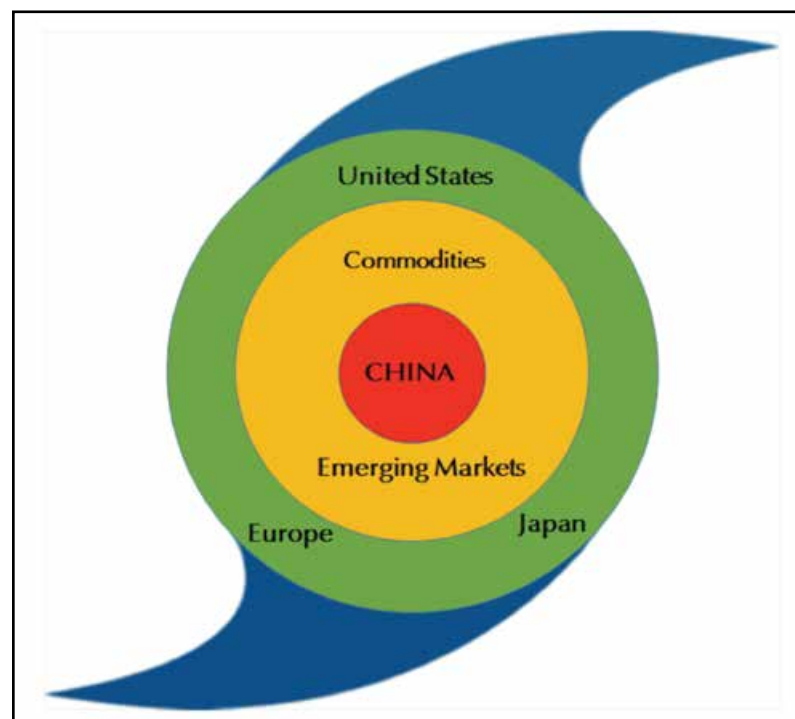 United States
Commodities
CHINA
Emerging Markets
Europe
Japan